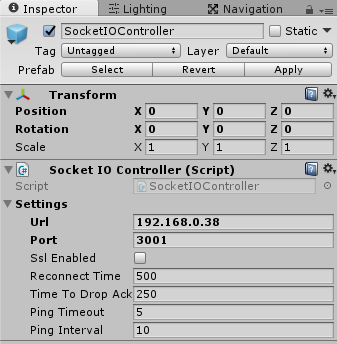 Inspector Lighting Navigation
SocketIOController Static
Tag Untagged Layer Default
Prefab Select Revert Apply
Transform
Position X 0 Y 0 Z 0
Rotation X 0 Y 0 Z 0
Scale X 1 Y 1 Z 1
Socket IO Controller (Script)
Script SocketIOController
Settings
Url 192.168.0.38
Port 3001
Ssl Enabled
Reconnect Time 500
Time To Drop Ack 250
Ping Timeout 5
Ping Interval 10